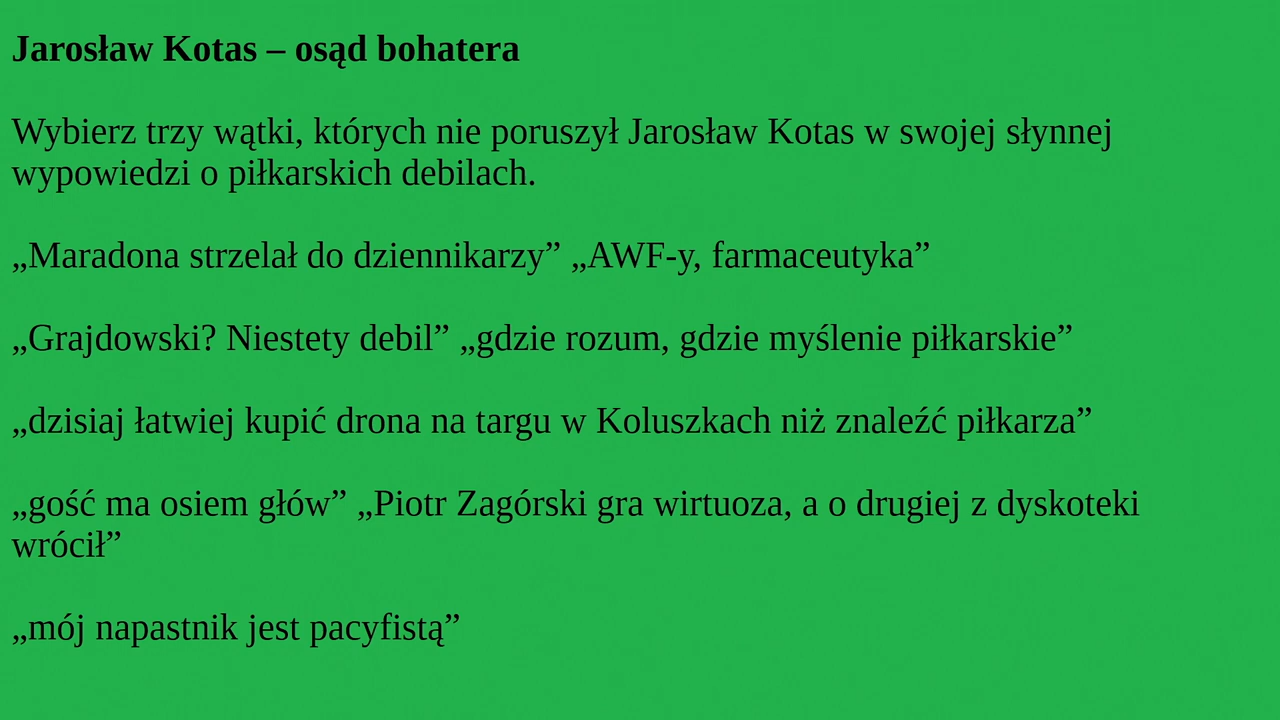 Jarosław Kotas – osąd bohatera
Wybierz trzy wątki, których nie poruszył Jarosław Kotas w swojej słynnej
wypowiedzi o piłkarskich debilach.
„Maradona strzelał do dziennikarzy” „AWF-y, farmaceutyka”
„Grajdowski? Niestety debil” „gdzie rozum, gdzie myślenie piłkarskie”
„dzisiaj łatwiej kupić drona na targu w Koluszkach niż znaleźć piłkarza”
„gość ma osiem głów” „Piotr Zagórski gra wirtuoza, a o drugiej z dyskoteki
wrócił”
„mój napastnik jest pacyfistą”